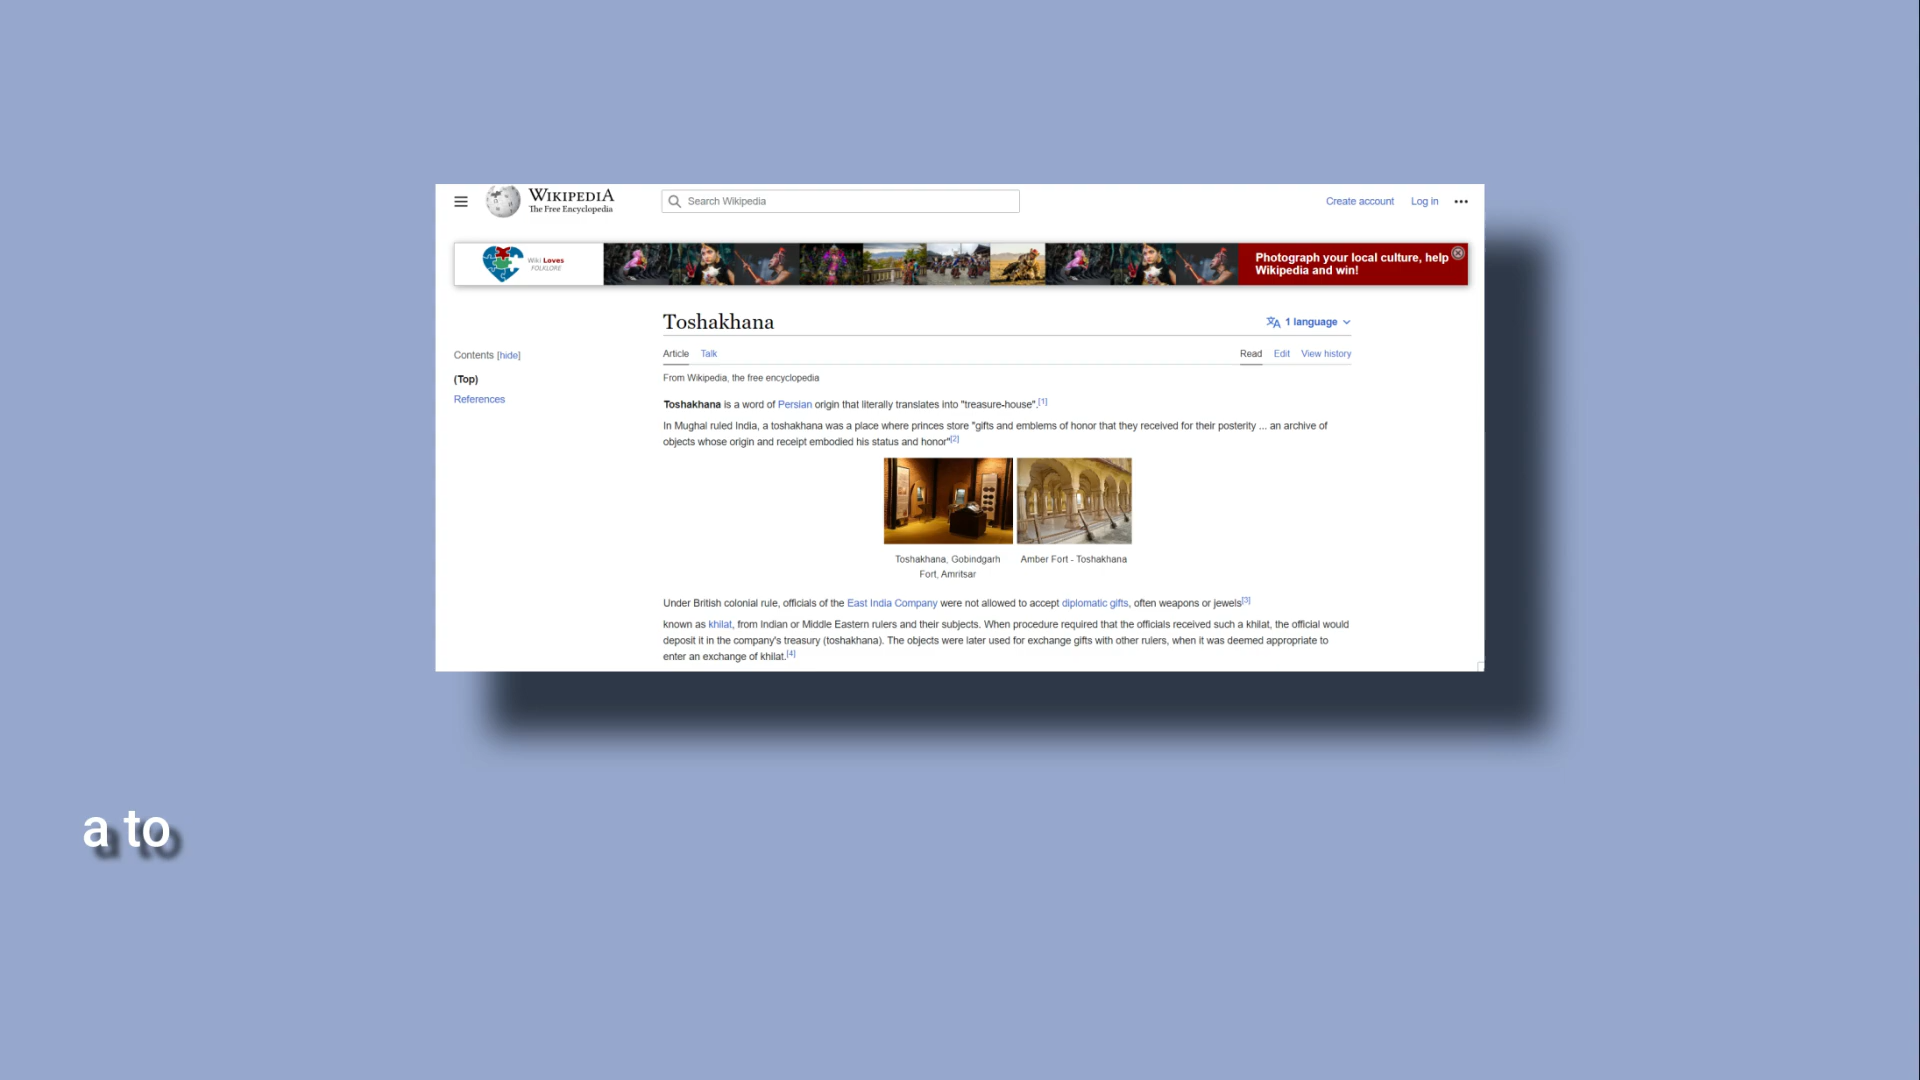 WIKIPEDIA
The Free Encyclopedia
Search Wikipedia
Create account Log in
Wiki Loves
FOLKLORE
Photograph your local culture, help
Wikipedia and win!
Toshakhana
1 language
Contents [hide]
(Top)
References
Article Talk
Read Edit View history
From Wikipedia, the free encyclopedia
Toshakhana is a word of Persian origin that literally translates into "treasure-house".[1]
In Mughal ruled India, a toshakhana was a place where princes store "gifts and emblems of honor that they received for their posterity ... an archive of
objects whose origin and receipt embodied his status and honor"[2]
Toshakhana, Gobindgarh
Fort, Amritsar
Amber Fort - Toshakhana
Under British colonial rule, officials of the East India Company were not allowed to accept diplomatic gifts, often weapons or jewels[3]
known as khilat, from Indian or Middle Eastern rulers and their subjects. When procedure required that the officials received such a khilat, the official would
deposit it in the company's treasury (toshakhana). The objects were later used for exchange gifts with other rulers, when it was deemed appropriate to
enter an exchange of khilat.[4]
a to